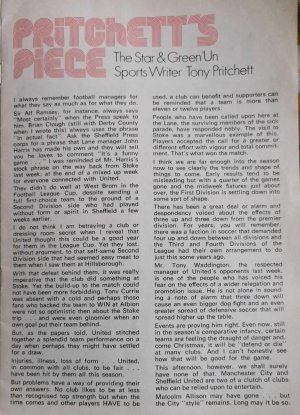 PRITCHETT'S
PIECE
The Star & Green'Un
Sports Writer Tony Pritchett
I always remember football managers for
what they say as much as for what they do.
Sir Alf Ramsey, for instance, always says
"Most certainly" when the Press speak to
him. Brian Clough (still with Derby County
when I wrote this) always uses the phrase
"in actual fact." Ask the Sheffield Press
corps for a phrase that Lane manager John
Harris has made his own and they will tell
you he loves to comment: "It's a funny
game . . ." I was reminded of Mr. Harris's
stock phrase on the way back from Stoke
last week, at the end of a mixed up week
for everyone connected with United.
They didn't do well at West Brom in the
Football League Cup, despite sending a
full first-choice team to the ground of a
Second Division side who had played
without form or spirit in Sheffield a few
weeks earlier.
I do not think I am betraying a club or
dressing room secret when I reveal that
United thought this could be a good year
for them in the League Cup. Yet they lost,
without argument, to the very same Second
Division side that had seemed easy meat to
them when I saw them at Hillsborough.
With that defeat behind them, it was really
imperative that the club did something at
Stoke. Yet the build-up to the match could
not have been more forbidding. Tony Currie
was absent with a cold and perhaps those
fans who backed the team to WIN at Albion
were not so optimistic then about the Stoke
trip . . . and were even gloomier when an
own goal put their team behind.
But, as the papers told, United stitched
together a splendid team performance on a
day when perhaps they might have settled
for a draw.
Injuries, illness, loss of form . . . United,
in common with all clubs, to be fair . . .
have been hit by them all this season.
But problems have a way of providing their
own answers. No club likes to be at less
than recognised top strength but when the
time comes and other players HAVE to be
used, a club can benefit and supporters can
be reminded that a team is more than
eleven or twelve players.
People who have been called upon here at
the Lane, the surviving members of the sick
parade, have responded nobly. The visit to
Stoke was a marvellous example of this.
Players accepted the call for a greater or
different effort with vigour and total commit-
ment. That's all anyone can ask.
I think we are far enough into the season
now to see clearly the trends and shape of
things to come. Early results tend to be
misleading but with a quarter of the games
gone and the midweek fixtures just about
over, the First Division is settling down into
some sort of shape.
There has been a great deal of alarm and
despondency voiced about the effects of
three up and three down from the premier
division. For years, you will remember,
there was a faction in soccer that demanded
four up and down between all divisions and
the Third and Fourth Divisions of the
League had their own arrangement to do
just this some years ago.
Mr. Tony Waddington, the respected
manager of United's opponents last week,
is one of the people who has voiced his
fear on the effects of a wider relegation and
promotion issue. He is not alone in sound-
ing a note of alarm that three down will
cause an even bigger dog fight and an even
greater spread of defensive soccer that will
spread higher up the table.
Events are proving him right. Even now, still
in the season's comparative infancy, certain
teams are feeling the draught of danger and,
come Christmas, it will be "defend or die"
at many clubs. And I can't honestly see
how that will be good for the game.
This afternoon, however, we shall surely
have none of that. Manchester City and
Sheffield United are two of a clutch of clubs
who can be relied upon to entertain.
Malcolm Allison may have gone . . . but
the City "style" remains. Long may it be so.